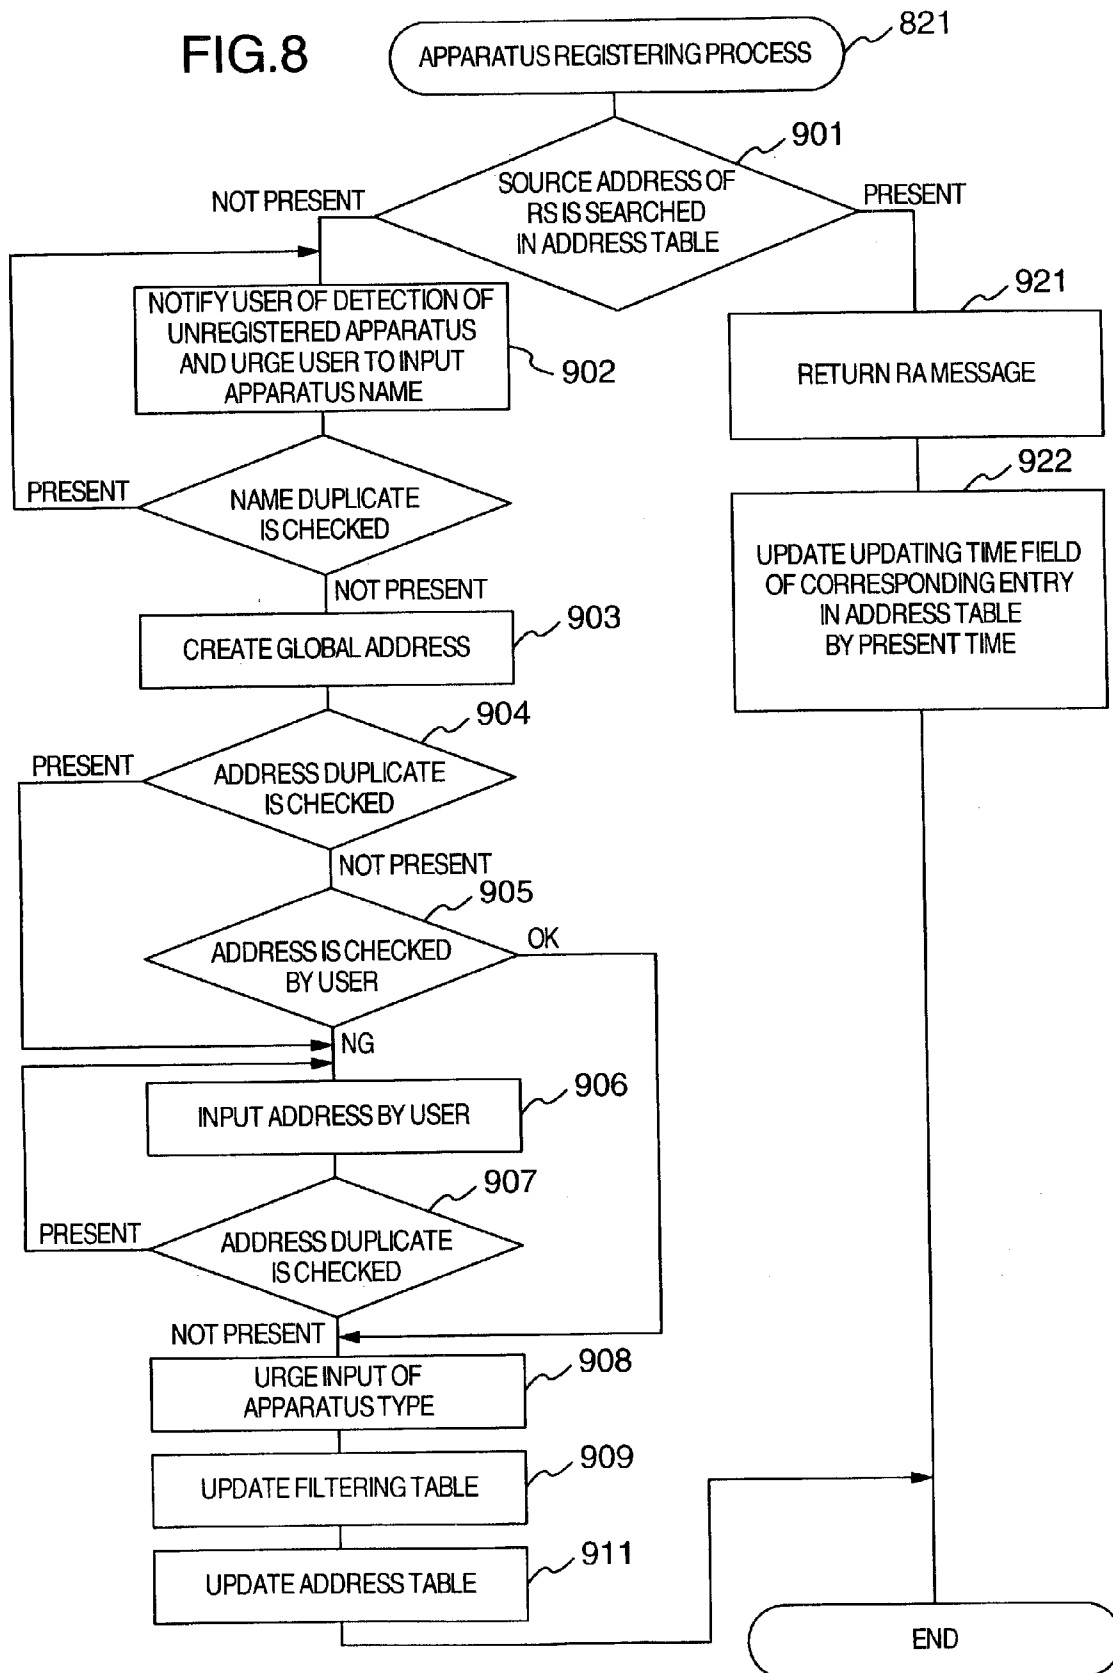 FIG.8
APPARATUS REGISTERING PROCESS
821
901
SOURCE ADDRESS OF
RS IS SEARCHED
IN ADDRESS TABLE
NOT PRESENT
PRESENT
NOTIFY USER OF DETECTION OF
UNREGISTERED APPARATUS
AND URGE USER TO INPUT
APPARATUS NAME
902
921
RETURN RA MESSAGE
PRESENT
NAME DUPLICATE
IS CHECKED
922
UPDATE UPDATING TIME FIELD
OF CORRESPONDING ENTRY
IN ADDRESS TABLE
BY PRESENT TIME
NOT PRESENT
903
CREATE GLOBAL ADDRESS
904
PRESENT
ADDRESS DUPLICATE
IS CHECKED
NOT PRESENT
905
ADDRESS IS CHECKED
BY USER
OK
NG
906
INPUT ADDRESS BY USER
907
PRESENT
ADDRESS DUPLICATE
IS CHECKED
NOT PRESENT
908
URGE INPUT OF
APPARATUS TYPE
909
UPDATE FILTERING TABLE
911
UPDATE ADDRESS TABLE
END